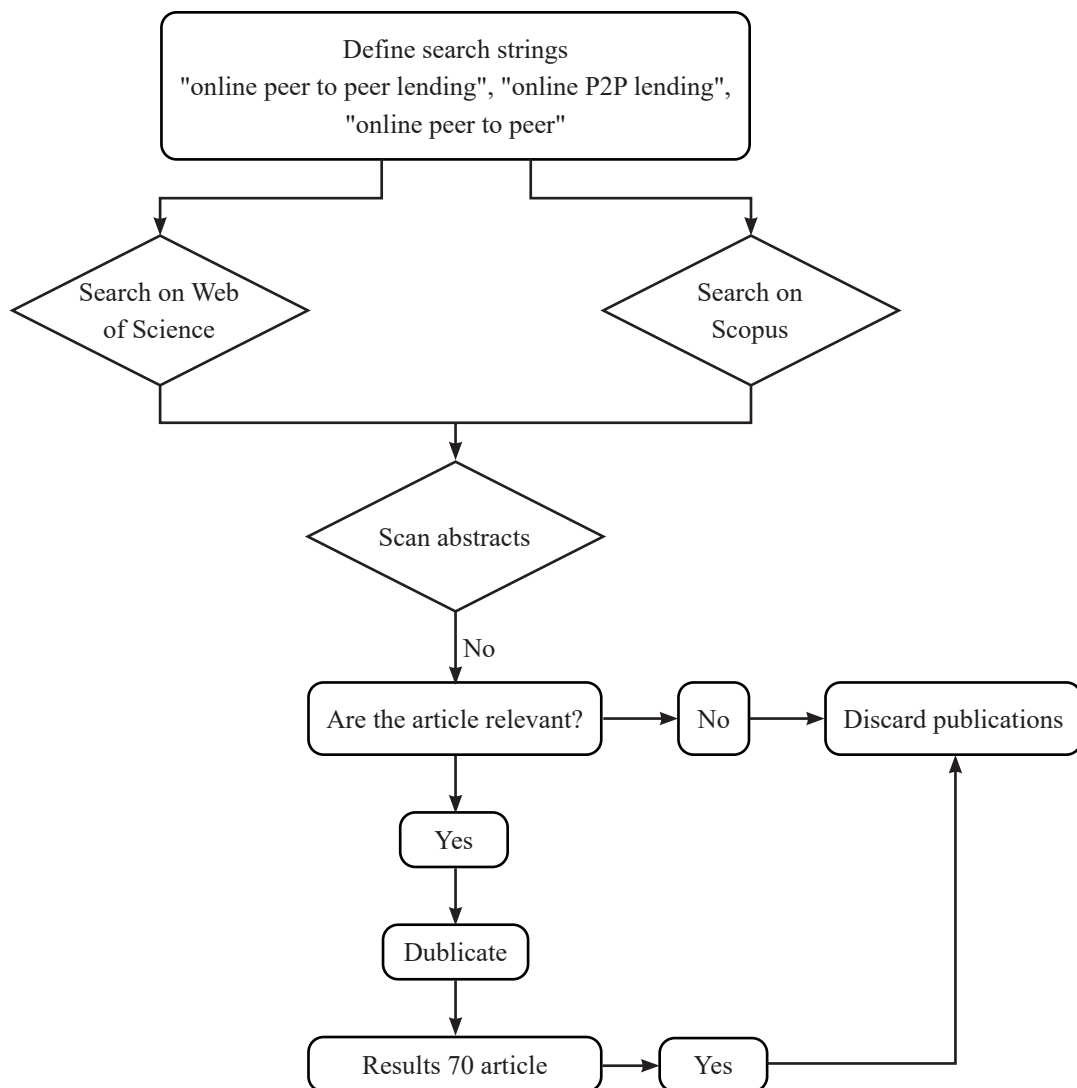 Define search strings
"online peer to peer lending", "online P2P lending",
"online peer to peer"
Search on Web
of Science
Search on
Scopus
Scan abstracts
No
Are the article relevant?
No
Discard publications
Yes
Dublicate
Results 70 article
Yes